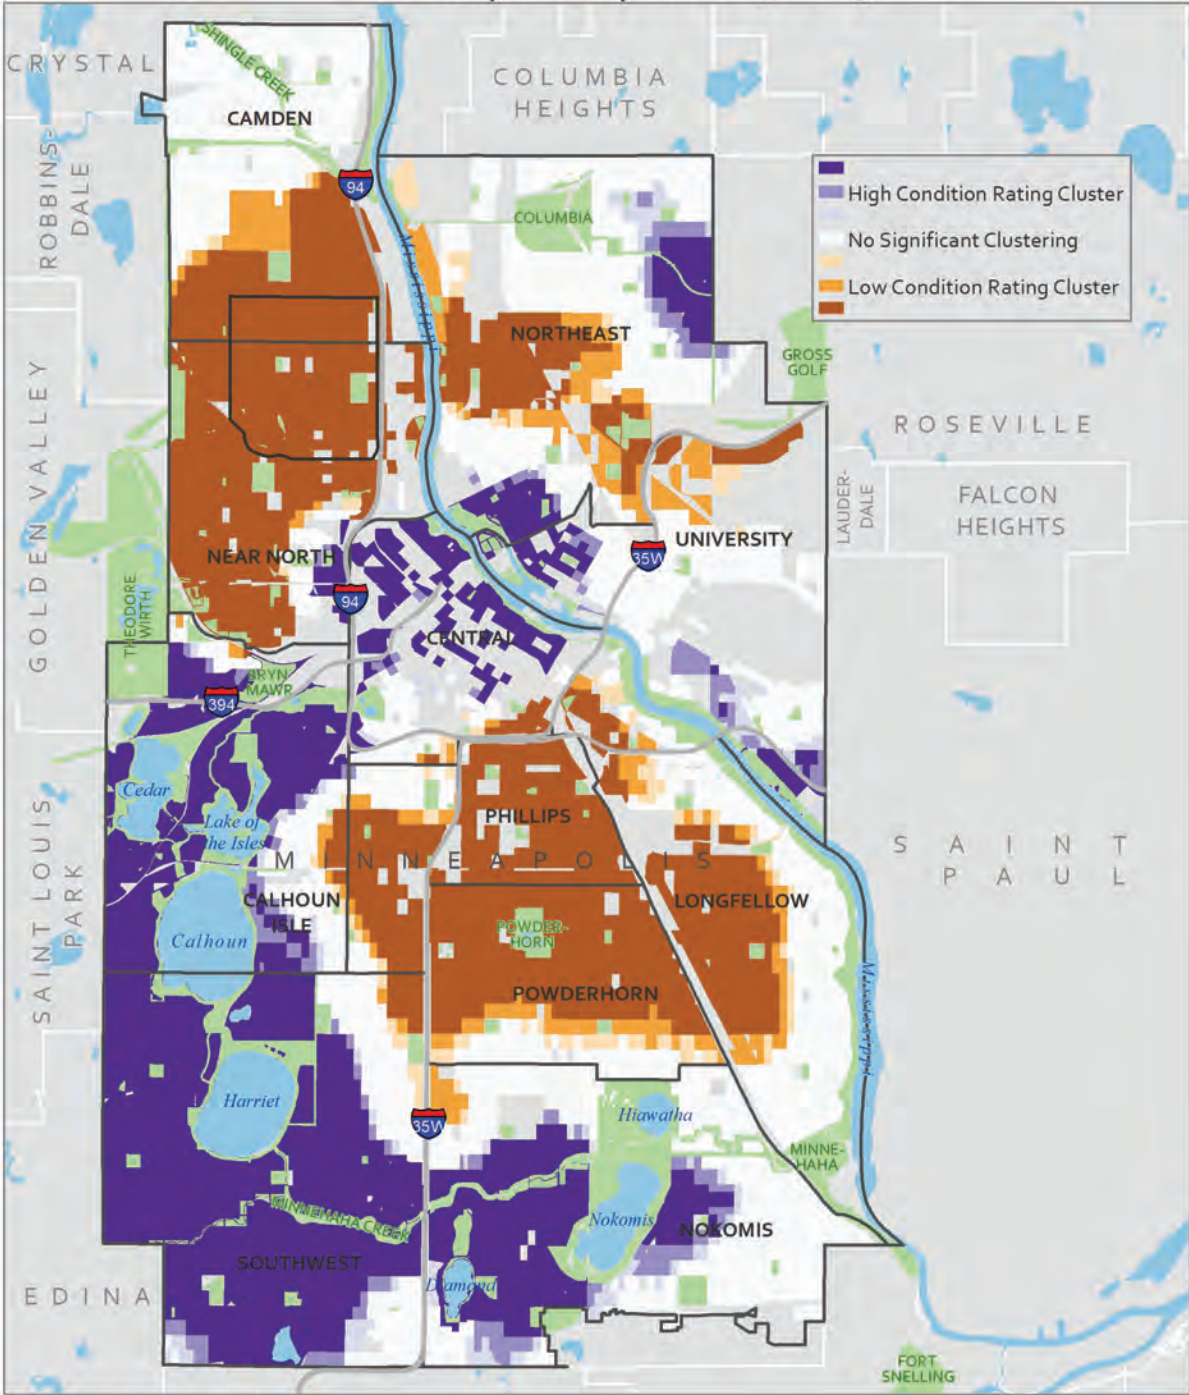 CRYSTAL
SHINGLE CREEK
COLUMBIA
HEIGHTS
CAMDEN
ROBBINS-
DALE
94
High Condition Rating Cluster
No Significant Clustering
Low Condition Rating Cluster
COLUMBIA
Mississippi
NORTHEAST
GROSS
GOLF
GOLDEN VALLEY
ROSEVILLE
LAUDER-
DALE
FALCON
HEIGHTS
UNIVERSITY
35W
NEAR NORTH
94
THEODORE
WIRTH
CENTRAL
BRYN
MAWR
394
Cedar
Lake of
the Isles
PHILLIPS
MINNEAPOLIS
SAINT
PAUL
SAINT LOUIS
PARK
CALHOUN
ISLE
LONGFELLOW
Calhoun
POWDER-
HORN
POWDERHORN
Mississippi
Harriet
35W
Hiawatha
MINNE-
HAHA
MINNEHAHA CREEK
Nokomis
NOKOMIS
SOUTHWEST
Diamond
EDINA
FORT
SNELLING